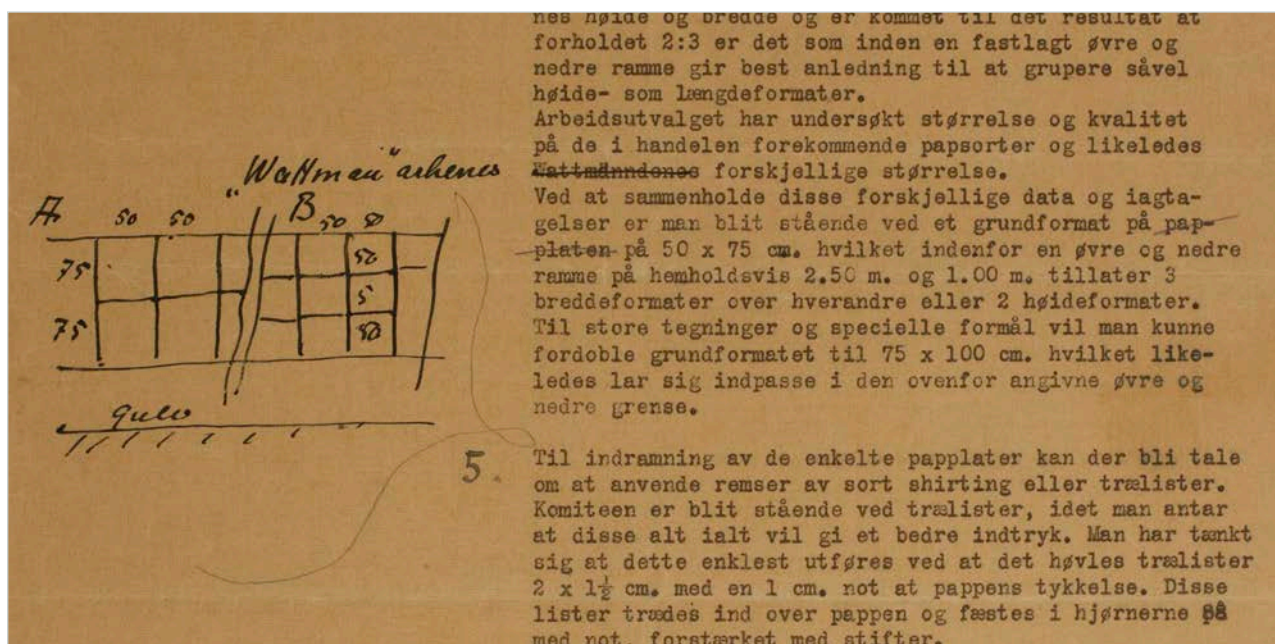 nes høide og bredde og er kommet til det resultat at
forholdet 2:3 er det som inden en fastlagt øvre og
nedre ramme gir best anledning til at grupere såvel
høide- som længdeformater.
Arbeidsutvalget har undersøkt størrelse og kvalitet
på de i handelen forekommende papsorter og likeledes
Wattmänndenes forskjellige størrelse.
Ved at sammenholde disse forskjellige data og iagta-
gelser er man blit stående ved et grundformat på pap-
platen på 50 x 75 cm. hvilket indenfor en øvre og nedre
ramme på hemholdsvis 2.50 m. og 1.00 m. tillater 3
breddeformater over hverandre eller 2 høideformater.
Til store tegninger og specielle formål vil man kunne
fordoble grundformatet til 75 x 100 cm. hvilket like-
ledes lar sig indpasse i den ovenfor angivne øvre og
nedre grense.
"Wattman" arkenes
A 50 50 B 50 50
75 50
5
75 50
Gulv
5.
Til indramning av de enkelte papplater kan der bli tale
om at anvende remser av sort shirting eller trælister.
Komiteen er blit stående ved trælister, idet man antar
at disse alt ialt vil gi et bedre indtryk. Man har tænkt
sig at dette enklest utføres ved at det høvles trælister
2 x 1½ cm. med en 1 cm. not at pappens tykkelse. Disse
lister trædes ind over pappen og fæstes i hjørnerne på
med not, forstærket med stifter.